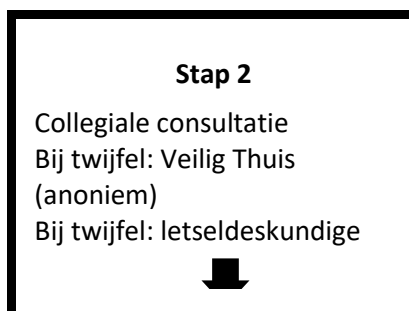 Stap 2
Collegiale consultatie
Bij twijfel: Veilig Thuis
(anoniem)
Bij twijfel: letseldeskundige